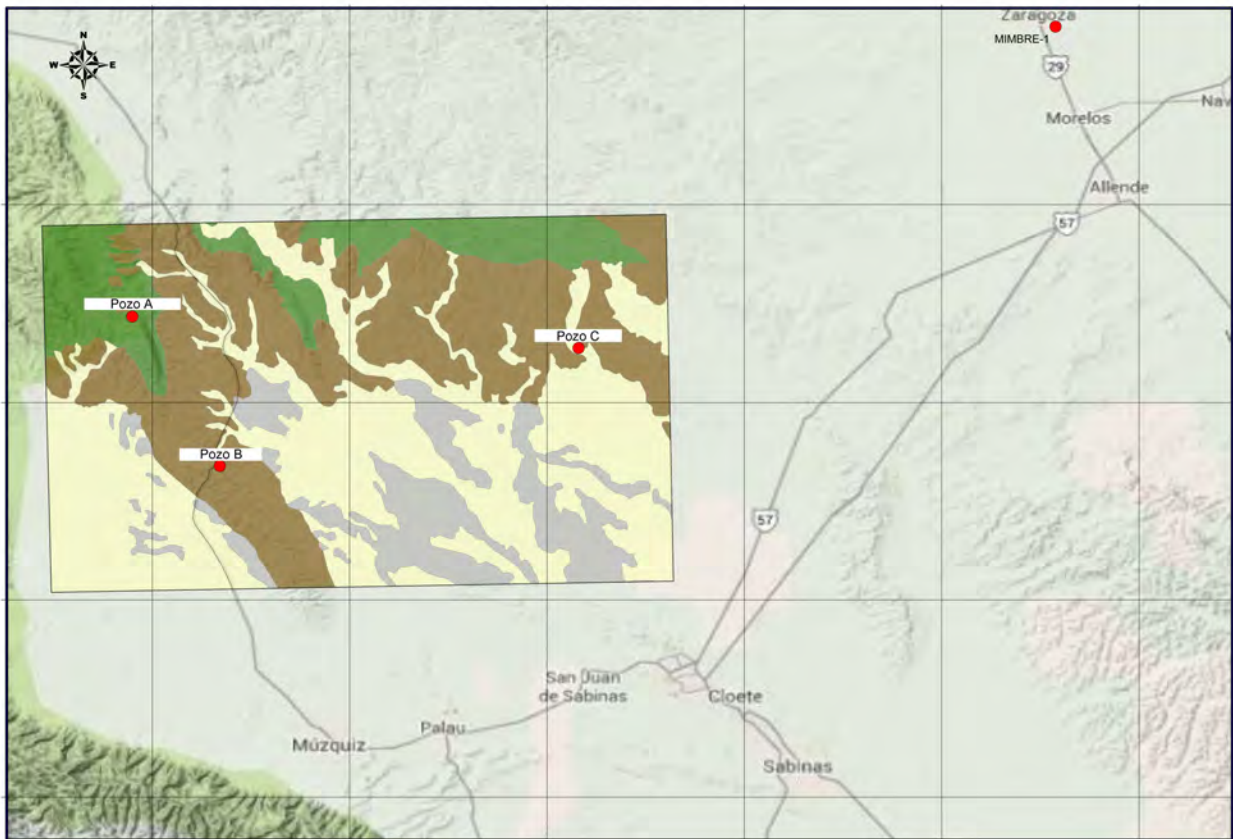 Zaragoza
MIMBRE-1
N
W
E
S
29
Morelos
Nav
Allende
57
Pozo A
Pozo C
Pozo B
57
San Juan
de Sabinas
Cloete
Palau
Múzquiz
Sabinas